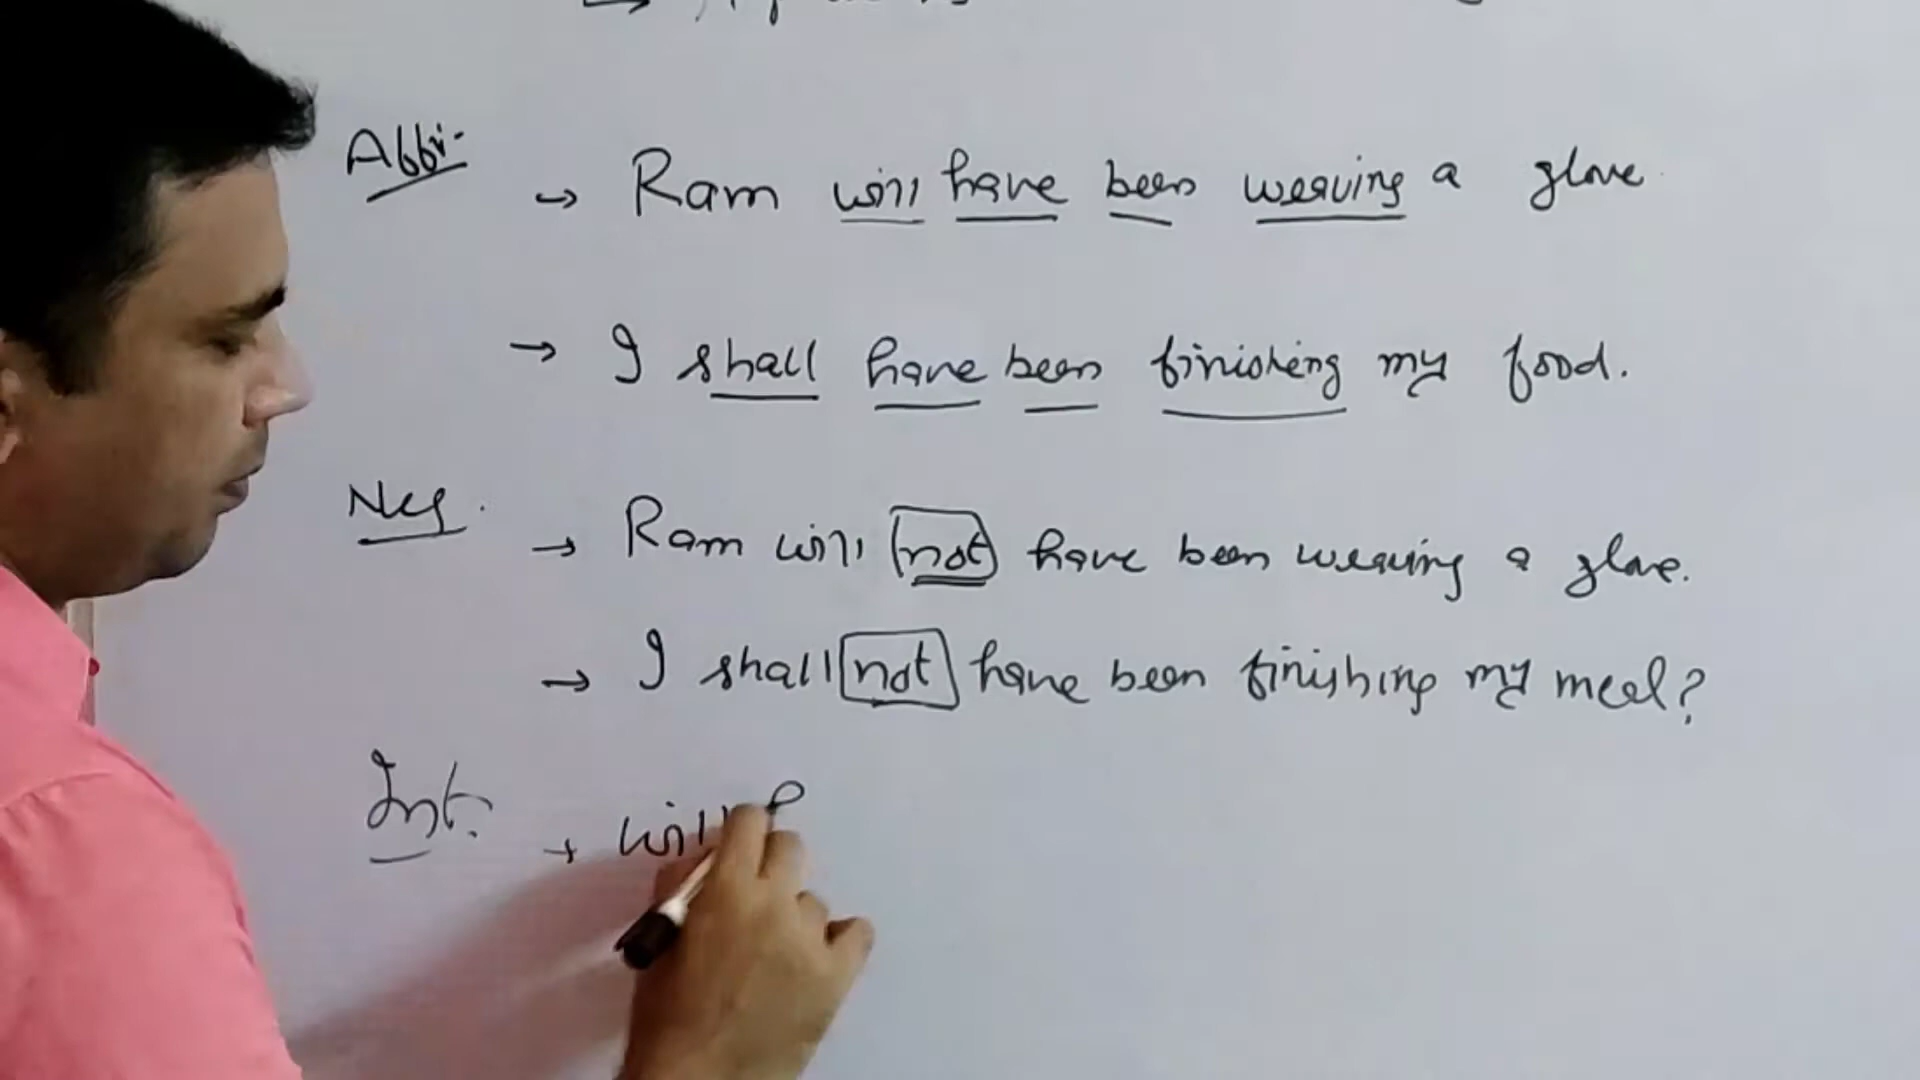 Affi.
→ Ram will have been weaving a glove.
→ I shall have been finishing my food.
Neg.
→ Ram will not have been weaving a glove.
→ I shall not have been finishing my meal?
Int.
→ will